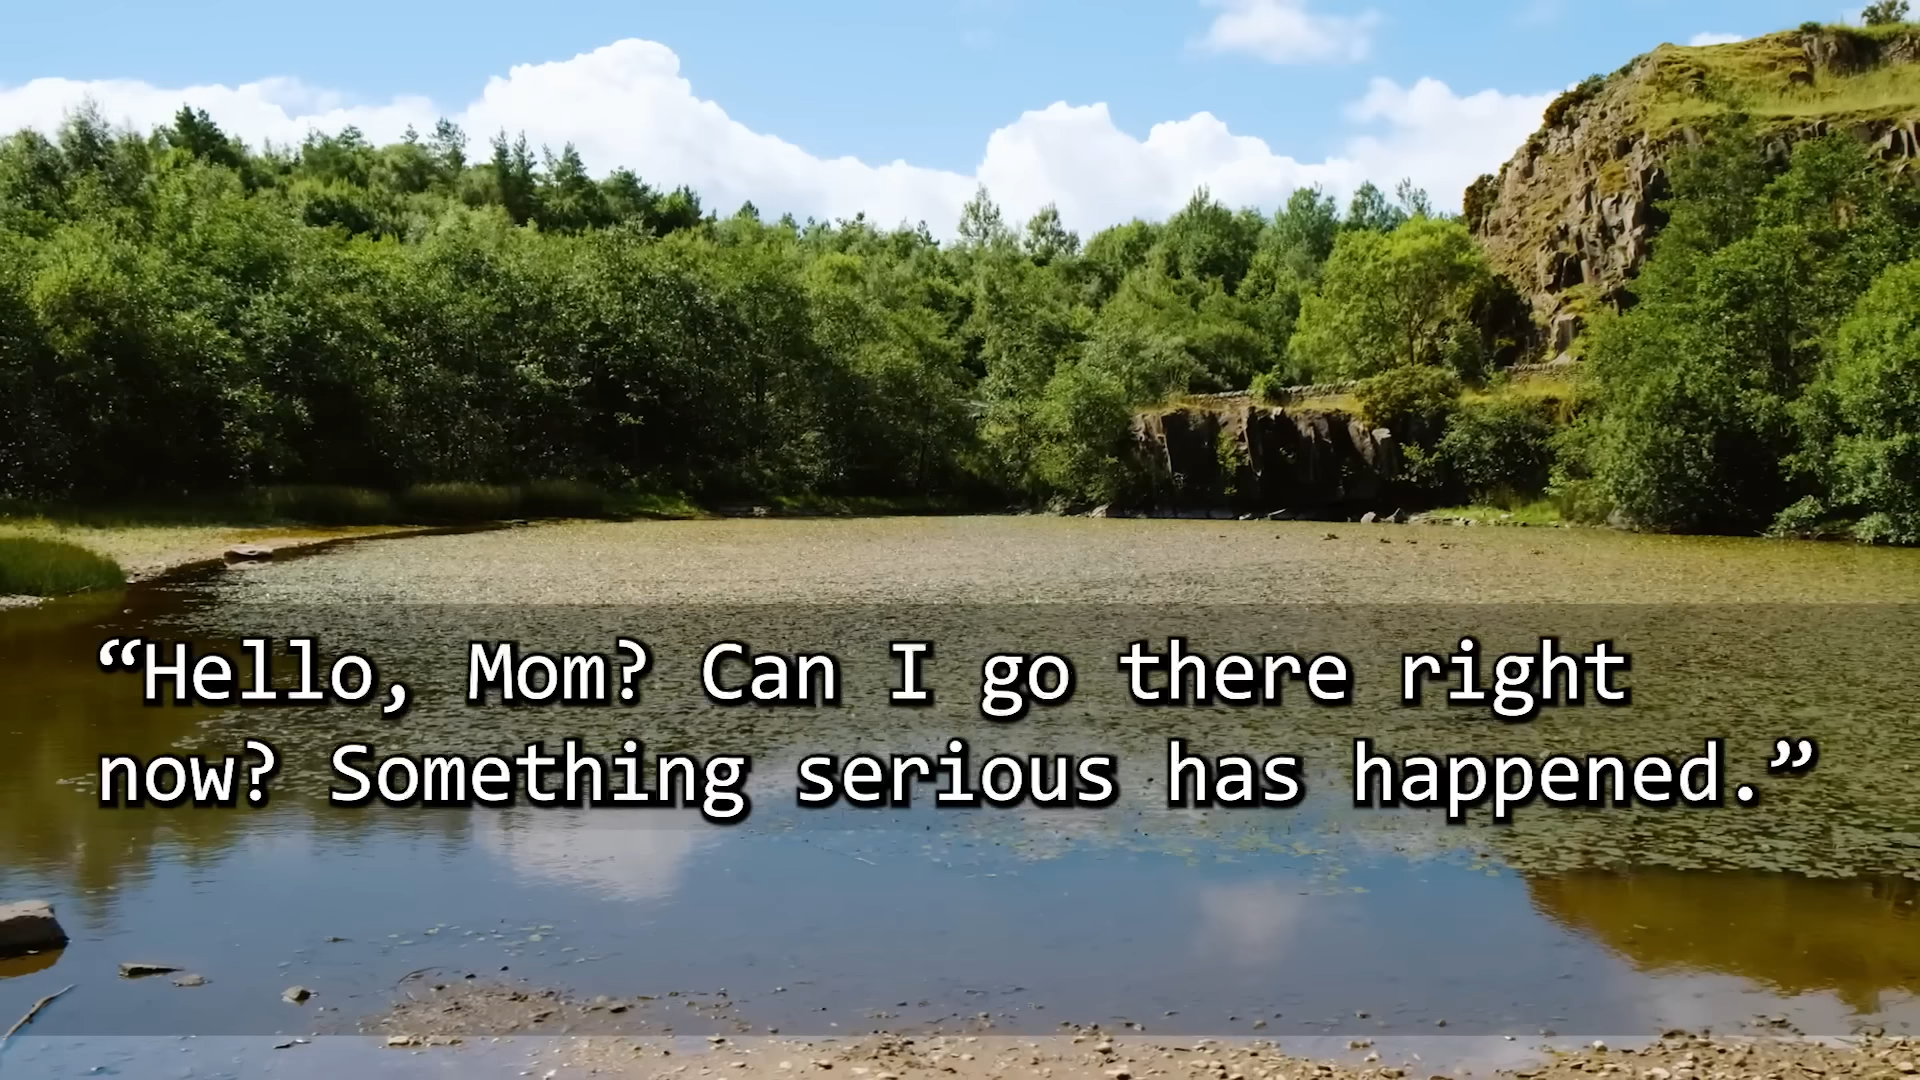 “Hello, Mom? Can I go there right
now? Something serious has happened.”